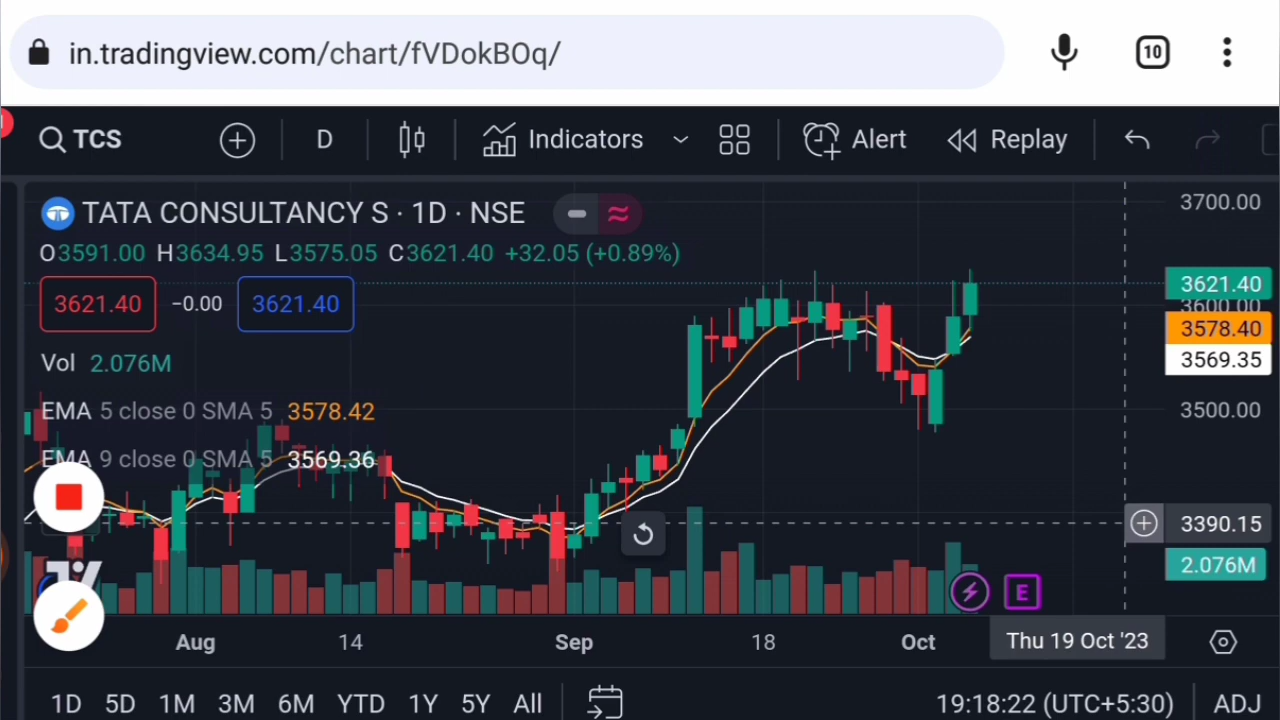 in.tradingview.com/chart/fVDokBOq/ 10
TCS D Indicators Alert Replay
TATA CONSULTANCY S · 1D · NSE
O3591.00 H3634.95 L3575.05 C3621.40 +32.05 (+0.89%)
3621.40 −0.00 3621.40
Vol 2.076M
EMA 5 close 0 SMA 5 3578.42
EMA 9 close 0 SMA 5 3569.36
3700.00
3621.40
3600.00
3578.40
3569.35
3500.00
3390.15
2.076M
E
Aug 14 Sep 18 Oct Thu 19 Oct '23
1D 5D 1M 3M 6M YTD 1Y 5Y All 19:18:22 (UTC+5:30) ADJ